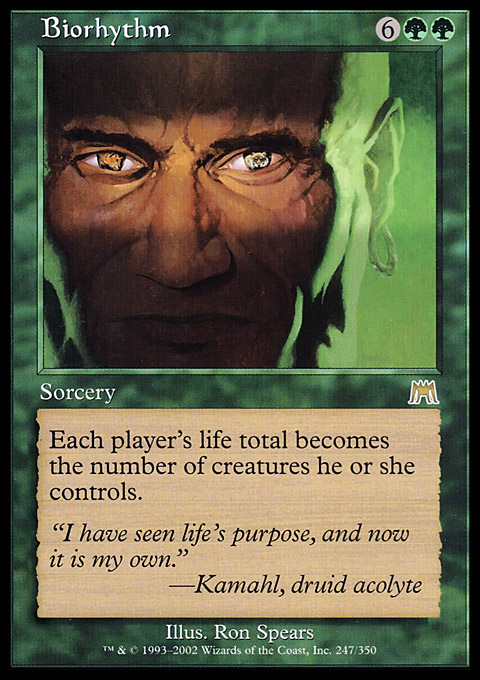 Biorhythm 6
Sorcery
Each player's life total becomes
the number of creatures he or she
controls.
“I have seen life's purpose, and now
it is my own.”
—Kamahl, druid acolyte
Illus. Ron Spears
™ & © 1993–2002 Wizards of the Coast, Inc. 247/350